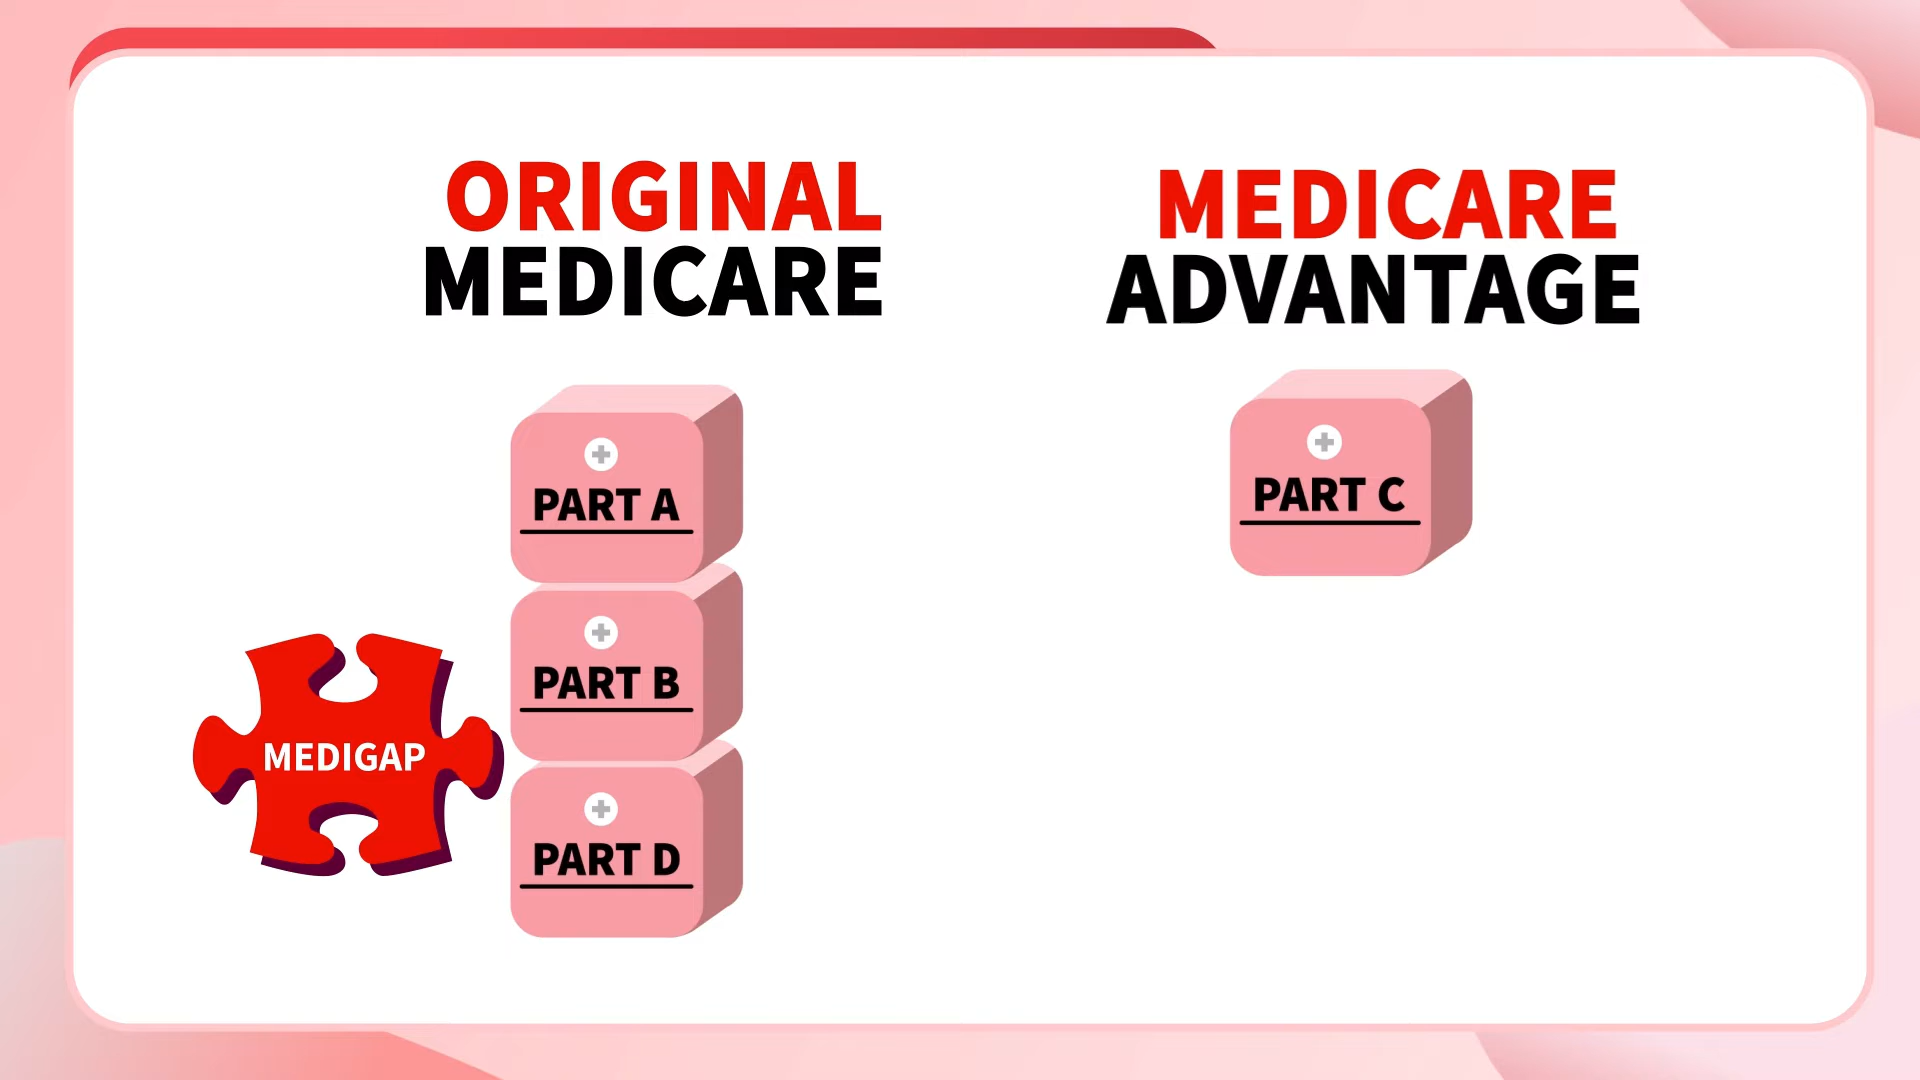 ORIGINAL
MEDICARE
PART A
PART B
MEDIGAP
PART D
MEDICARE
ADVANTAGE
PART C